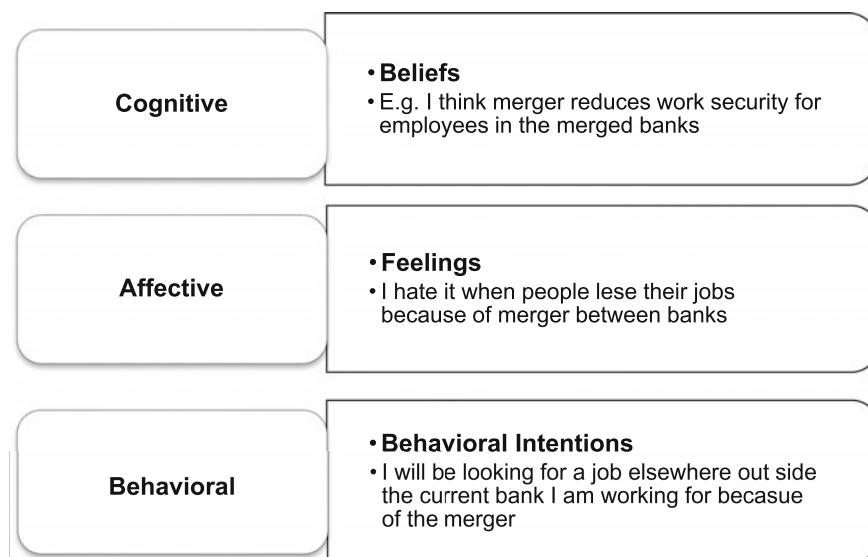 Cognitive
• Beliefs
• E.g. I think merger reduces work security for
employees in the merged banks
Affective
• Feelings
• I hate it when people lese their jobs
because of merger between banks
Behavioral
• Behavioral Intentions
• I will be looking for a job elsewhere out side
the current bank I am working for becasue
of the merger